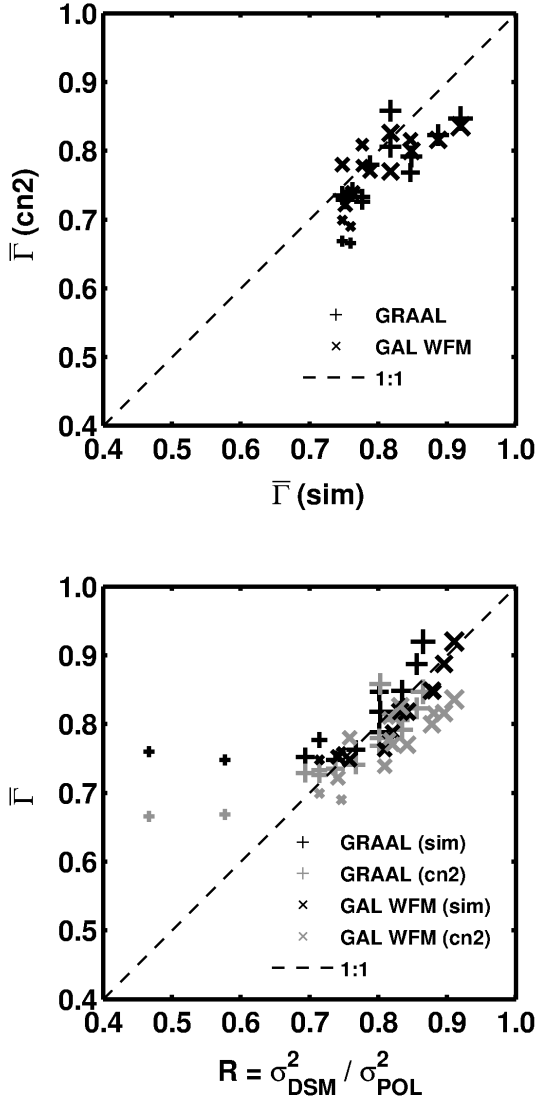 1.0
0.9
0.8
0.7
0.6
0.5
0.4
Γ̅ (cn2)
+ GRAAL
× GAL WFM
1:1
0.4 0.5 0.6 0.7 0.8 0.9 1.0
Γ̅ (sim)
1.0
0.9
0.8
0.7
0.6
0.5
0.4
Γ̅
+ GRAAL (sim)
+ GRAAL (cn2)
× GAL WFM (sim)
× GAL WFM (cn2)
1:1
0.4 0.5 0.6 0.7 0.8 0.9 1.0
R = σ²DSM / σ²POL